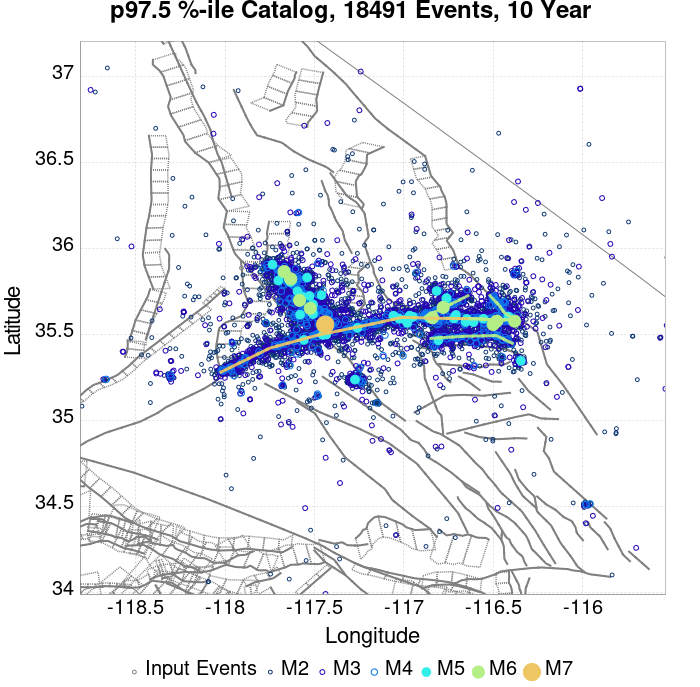 p97.5 %-ile Catalog, 18491 Events, 10 Year
37
36.5
36
35.5
35
34.5
34
Latitude
-118.5 -118 -117.5 -117 -116.5 -116
Longitude
Input Events M2 M3 M4 M5 M6 M7